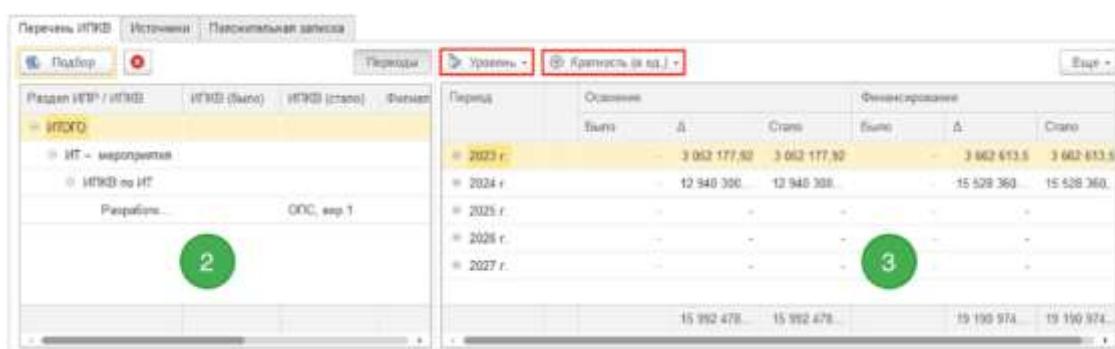 Перечень ИПКВ Источники Пояснительная записка
Подбор Периоды Уровень Кратность (в ед.) Еще
Раздел ИПР / ИПКВ ИПКВ (было) ИПКВ (стало) Филиал Период Освоение Финансирование
Было Δ Стало Было Δ Стало
ИТОГО 2023 г. - 3 052 177,92 3 052 177,92 - 3 662 613,5 3 662 613,5
ИТ – мероприятия 2024 г. 12 940 300... 12 940 300... 15 528 360... 15 528 360...
ИПКВ по ИТ 2025 г. - - - - -
Разработк... ОПС, вер.1 2026 г. - - - - -
2027 г. - - - -
2 3
15 992 478... 15 992 478... 19 190 974... 19 190 974...